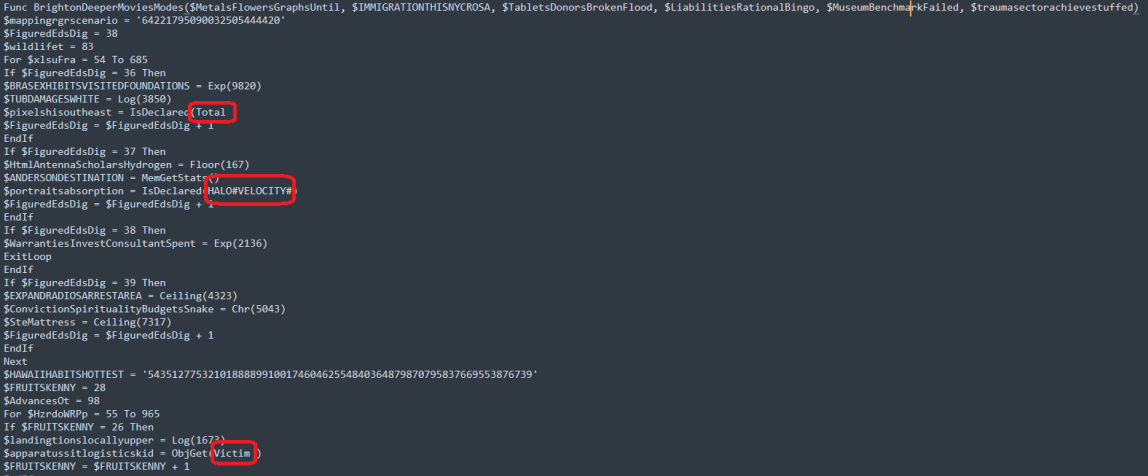 Func BrightonDeeperMoviesModes($MetalsFlowersGraphsUntil, $IMMIGRATIONTHISNYCROSA, $TabletsDonorsBrokenFlood, $LiabilitiesRationalBingo, $MuseumBenchmarkFailed, $traumasectorachievestuffed)
$mappingrgrscenario = '64221795090032505444420'
$FiguredEdsDig = 38
$wildlifet = 83
For $xlsuFra = 54 To 685
If $FiguredEdsDig = 36 Then
$BRASEXHIBITSVISITEDFOUNDATIONS = Exp(9820)
$TUBDAMAGESWHITE = Log(3850)
$pixelshisoutheast = IsDeclared(Total
$FiguredEdsDig = $FiguredEdsDig + 1
EndIf
If $FiguredEdsDig = 37 Then
$HtmlAntennaScholarsHydrogen = Floor(167)
$ANDERSONDESTINATION = MemGetStats()
$portraitsabsorption = IsDeclared(HALO#VELOCITY#)
$FiguredEdsDig = $FiguredEdsDig + 1
EndIf
If $FiguredEdsDig = 38 Then
$WarrantiesInvestConsultantSpent = Exp(2136)
ExitLoop
EndIf
If $FiguredEdsDig = 39 Then
$EXPANDRADIOSARRESTAREA = Ceiling(4323)
$ConvictionSpiritualityBudgetsSnake = Chr(5043)
$SteMattress = Ceiling(7317)
$FiguredEdsDig = $FiguredEdsDig + 1
EndIf
Next
$HAWAIIHABITSHOTTEST = '5435127753210188889910017460462554840364879870795837669553876739'
$FRUITSKENNY = 28
$AdvancesOt = 98
For $HzrdoWRPp = 55 To 965
If $FRUITSKENNY = 26 Then
$landingtionslocallyupper = Log(1673)
$apparatussitlogisticskid = ObjGet(Victim )
$FRUITSKENNY = $FRUITSKENNY + 1